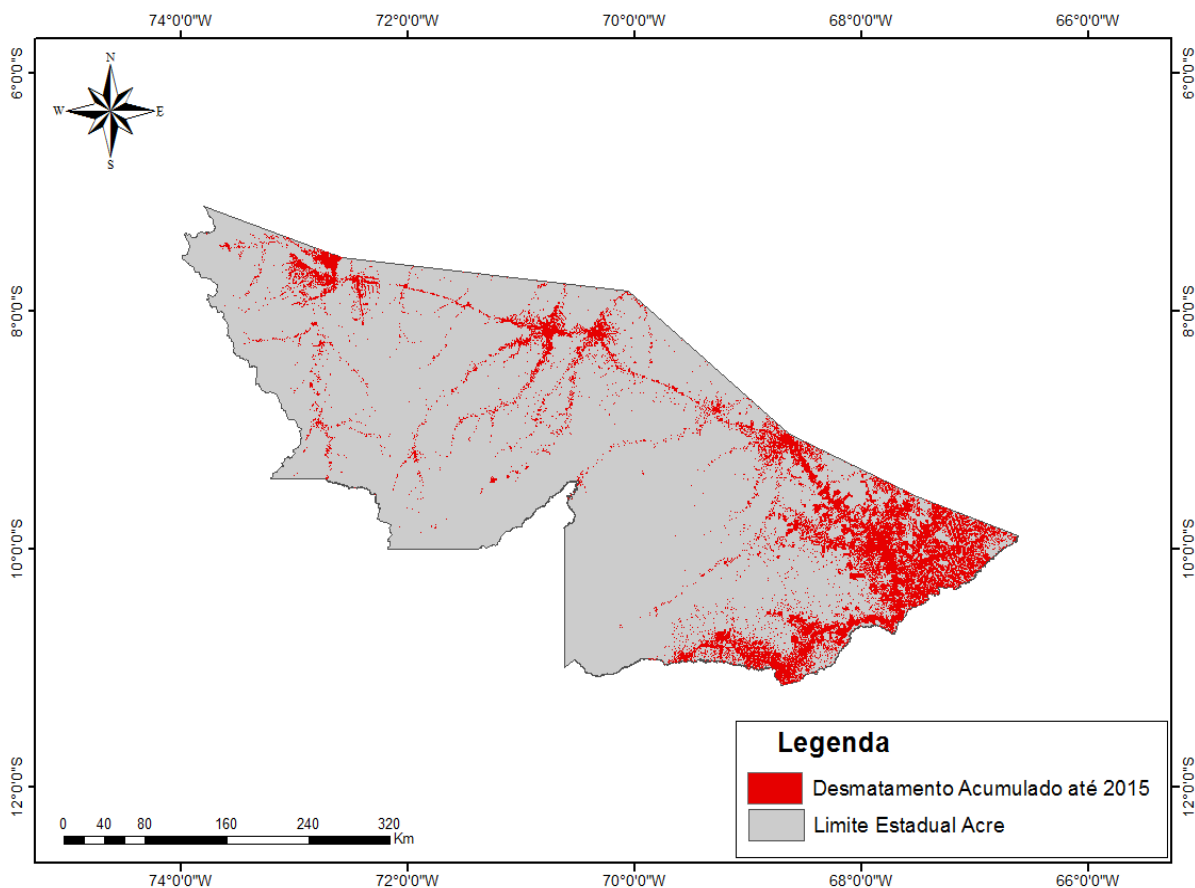 74°0'0"W 72°0'0"W 70°0'0"W 68°0'0"W 66°0'0"W
6°0'0"S 6°0'0"S
N
W E
S
8°0'0"S 8°0'0"S
10°0'0"S 10°0'0"S
Legenda
Desmatamento Acumulado até 2015
Limite Estadual Acre
12°0'0"S 12°0'0"S
0 40 80 160 240 320
Km
74°0'0"W 72°0'0"W 70°0'0"W 68°0'0"W 66°0'0"W